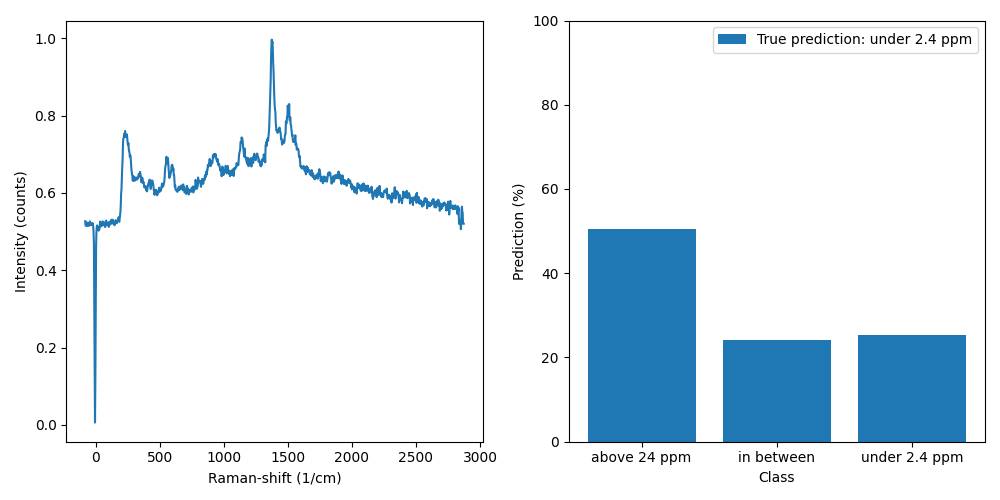 1.0
0.8
0.6
0.4
0.2
0.0
Intensity (counts)
0
500
1000
1500
2000
2500
3000
Raman-shift (1/cm)
100
80
60
40
20
0
Prediction (%)
True prediction: under 2.4 ppm
above 24 ppm
in between
under 2.4 ppm
Class